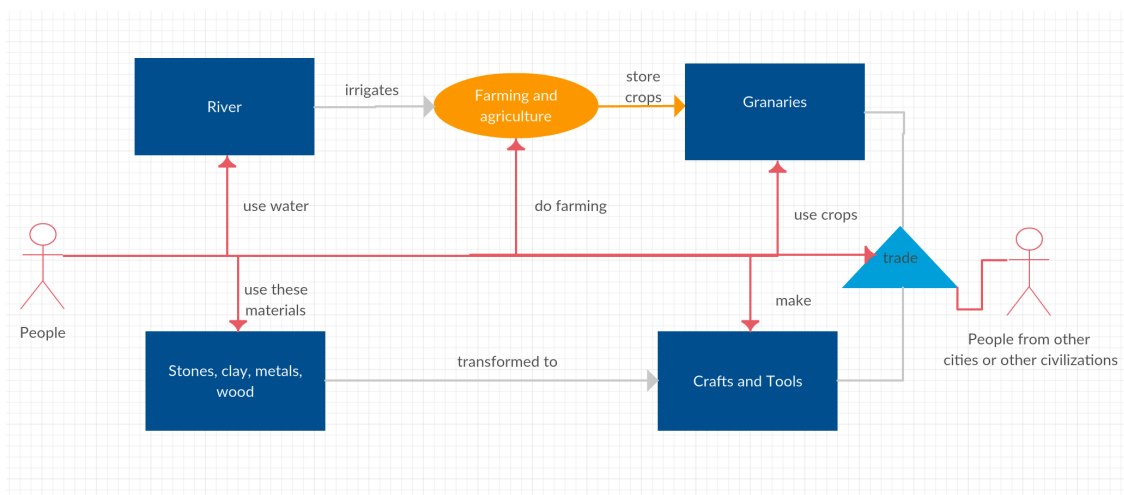 River
irrigates
Farming and
agriculture
store
crops
Granaries
use water
do farming
use crops
trade
People
use these
materials
make
People from other
cities or other civilizations
Stones, clay, metals,
wood
transformed to
Crafts and Tools